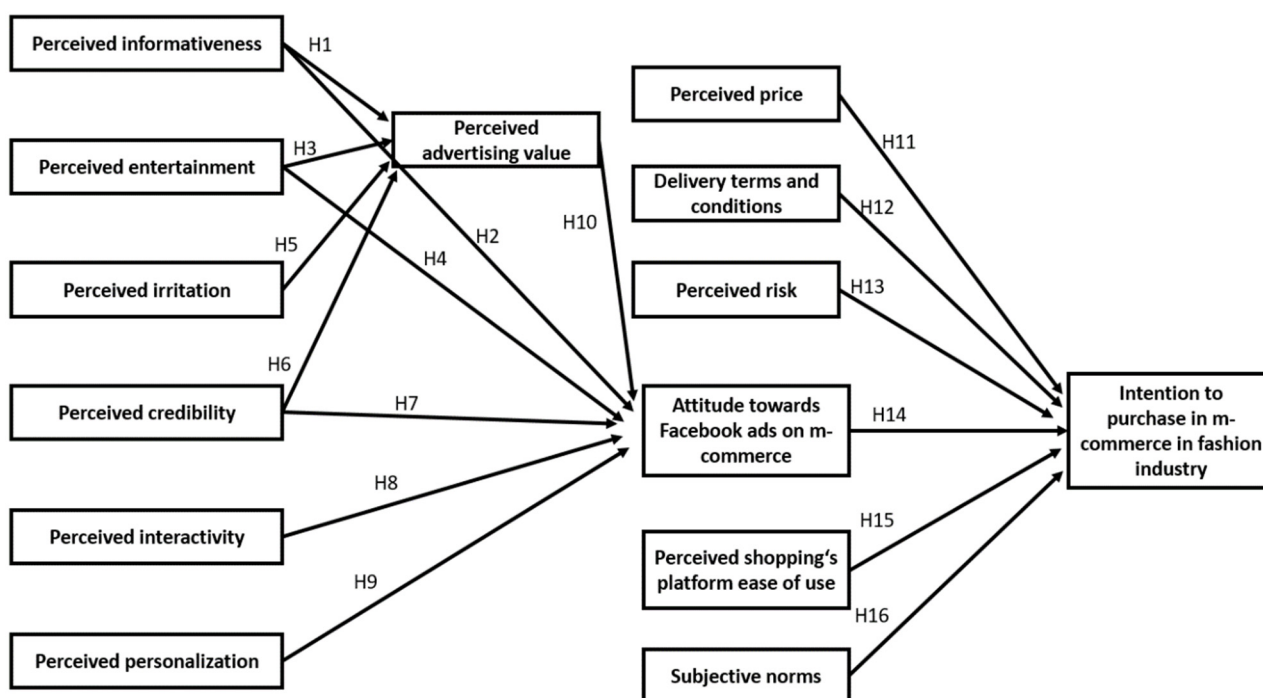 Perceived informativeness
H1
Perceived entertainment
H3
Perceived irritation
H5
Perceived credibility
H6
H7
Perceived interactivity
H8
Perceived personalization
H9
Perceived
advertising value
H2
H4
H10
Perceived price
H11
Delivery terms and
conditions
H12
Perceived risk
H13
Attitude towards
Facebook ads on m-
commerce
H14
Perceived shopping‘s
platform ease of use
H15
Subjective norms
H16
Intention to
purchase in m-
commerce in fashion
industry